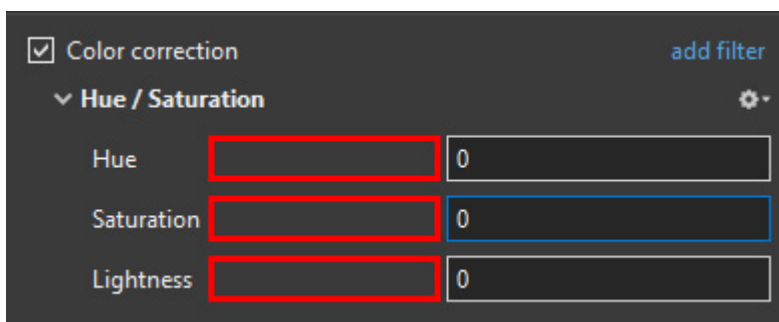 Color correction add filter
Hue / Saturation
Hue 0
Saturation 0
Lightness 0